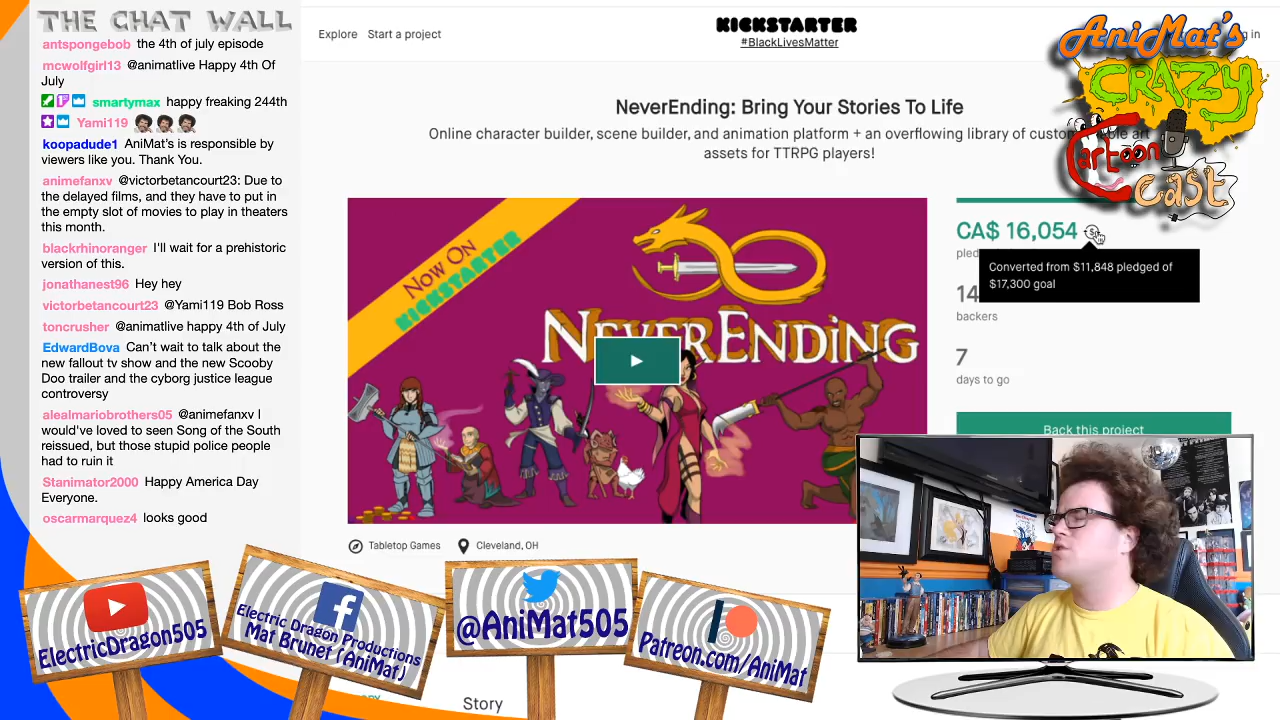 THE CHAT WALL
antspongebob the 4th of july episode
mcwolfgirl13 @animatlive Happy 4th Of
July
smartymax happy freaking 244th
Yami119
koopadude1 AniMat's is responsible by
viewers like you. Thank You.
animefanxv @victorbetancourt23: Due to
the delayed films, and they have to put in
the empty slot of movies to play in theaters
this month.
blackrhinoranger I'll wait for a prehistoric
version of this.
jonathanest96 Hey hey
victorbetancourt23 @Yami119 Bob Ross
toncrusher @animatlive happy 4th of July
EdwardBova Can't wait to talk about the
new fallout tv show and the new Scooby
Doo trailer and the cyborg justice league
controversy
alealmariobrothers05 @animefanxv I
would've loved to seen Song of the South
reissued, but those stupid police people
had to ruin it
Stanimator2000 Happy America Day
Everyone.
oscarmarquez4 looks good
Explore Start a project
KICKSTARTER
#BlackLivesMatter
in
AniMat's
CRAZY
Cartoon
Cast
NeverEnding: Bring Your Stories To Life
Online character builder, scene builder, and animation platform + an overflowing library of art
assets for TTRPG players!
NOW ON
KICKSTARTER
NEVERENDING
CA$ 16,054
Converted from $11,848 pledged of
$17,300 goal
14
backers
7
days to go
Back this project
Tabletop Games Cleveland, OH
Story
ElectricDragon505
Electric Dragon Productions
Mat Brunet (AniMat)
@AniMat505
Patreon.com/AniMat